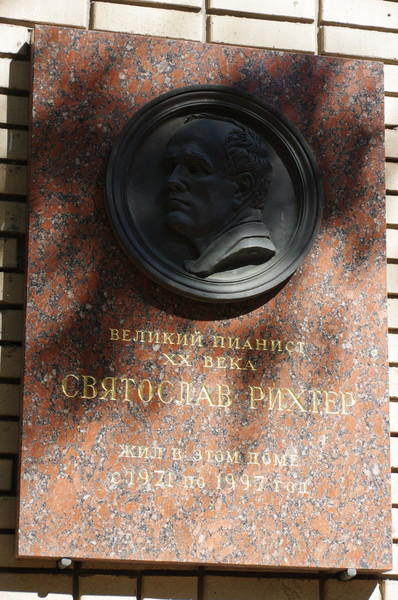 ВЕЛИКИЙ ПИАНИСТ
XX ВЕКА
СВЯТОСЛАВ РИХТЕР
ЖИЛ В ЭТОМ ДОМЕ
С 1971 ПО 1997 ГОД